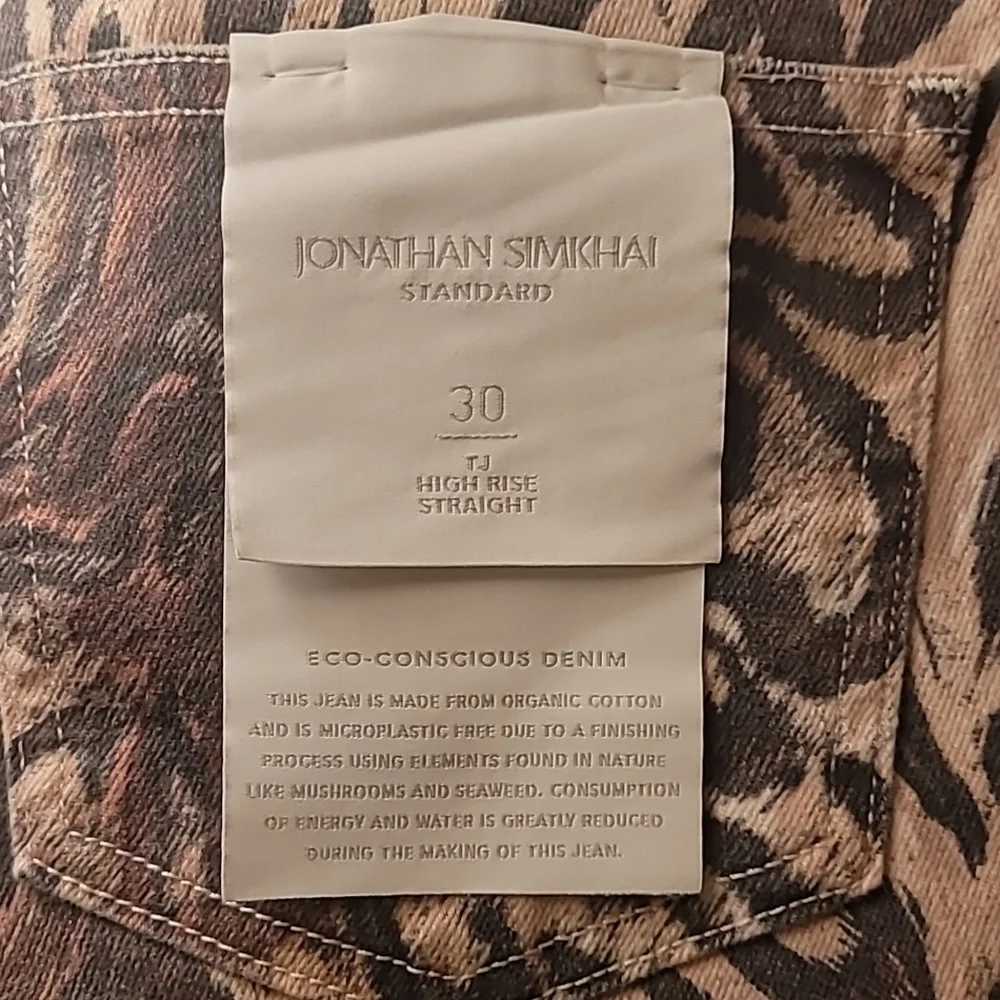 JONATHAN SIMKHAI
STANDARD
30
TJ
HIGH RISE
STRAIGHT
ECO-CONSCIOUS DENIM
THIS JEAN IS MADE FROM ORGANIC COTTON
AND IS MICROPLASTIC FREE DUE TO A FINISHING
PROCESS USING ELEMENTS FOUND IN NATURE
LIKE MUSHROOMS AND SEAWEED. CONSUMPTION
OF ENERGY AND WATER IS GREATLY REDUCED
DURING THE MAKING OF THIS JEAN.